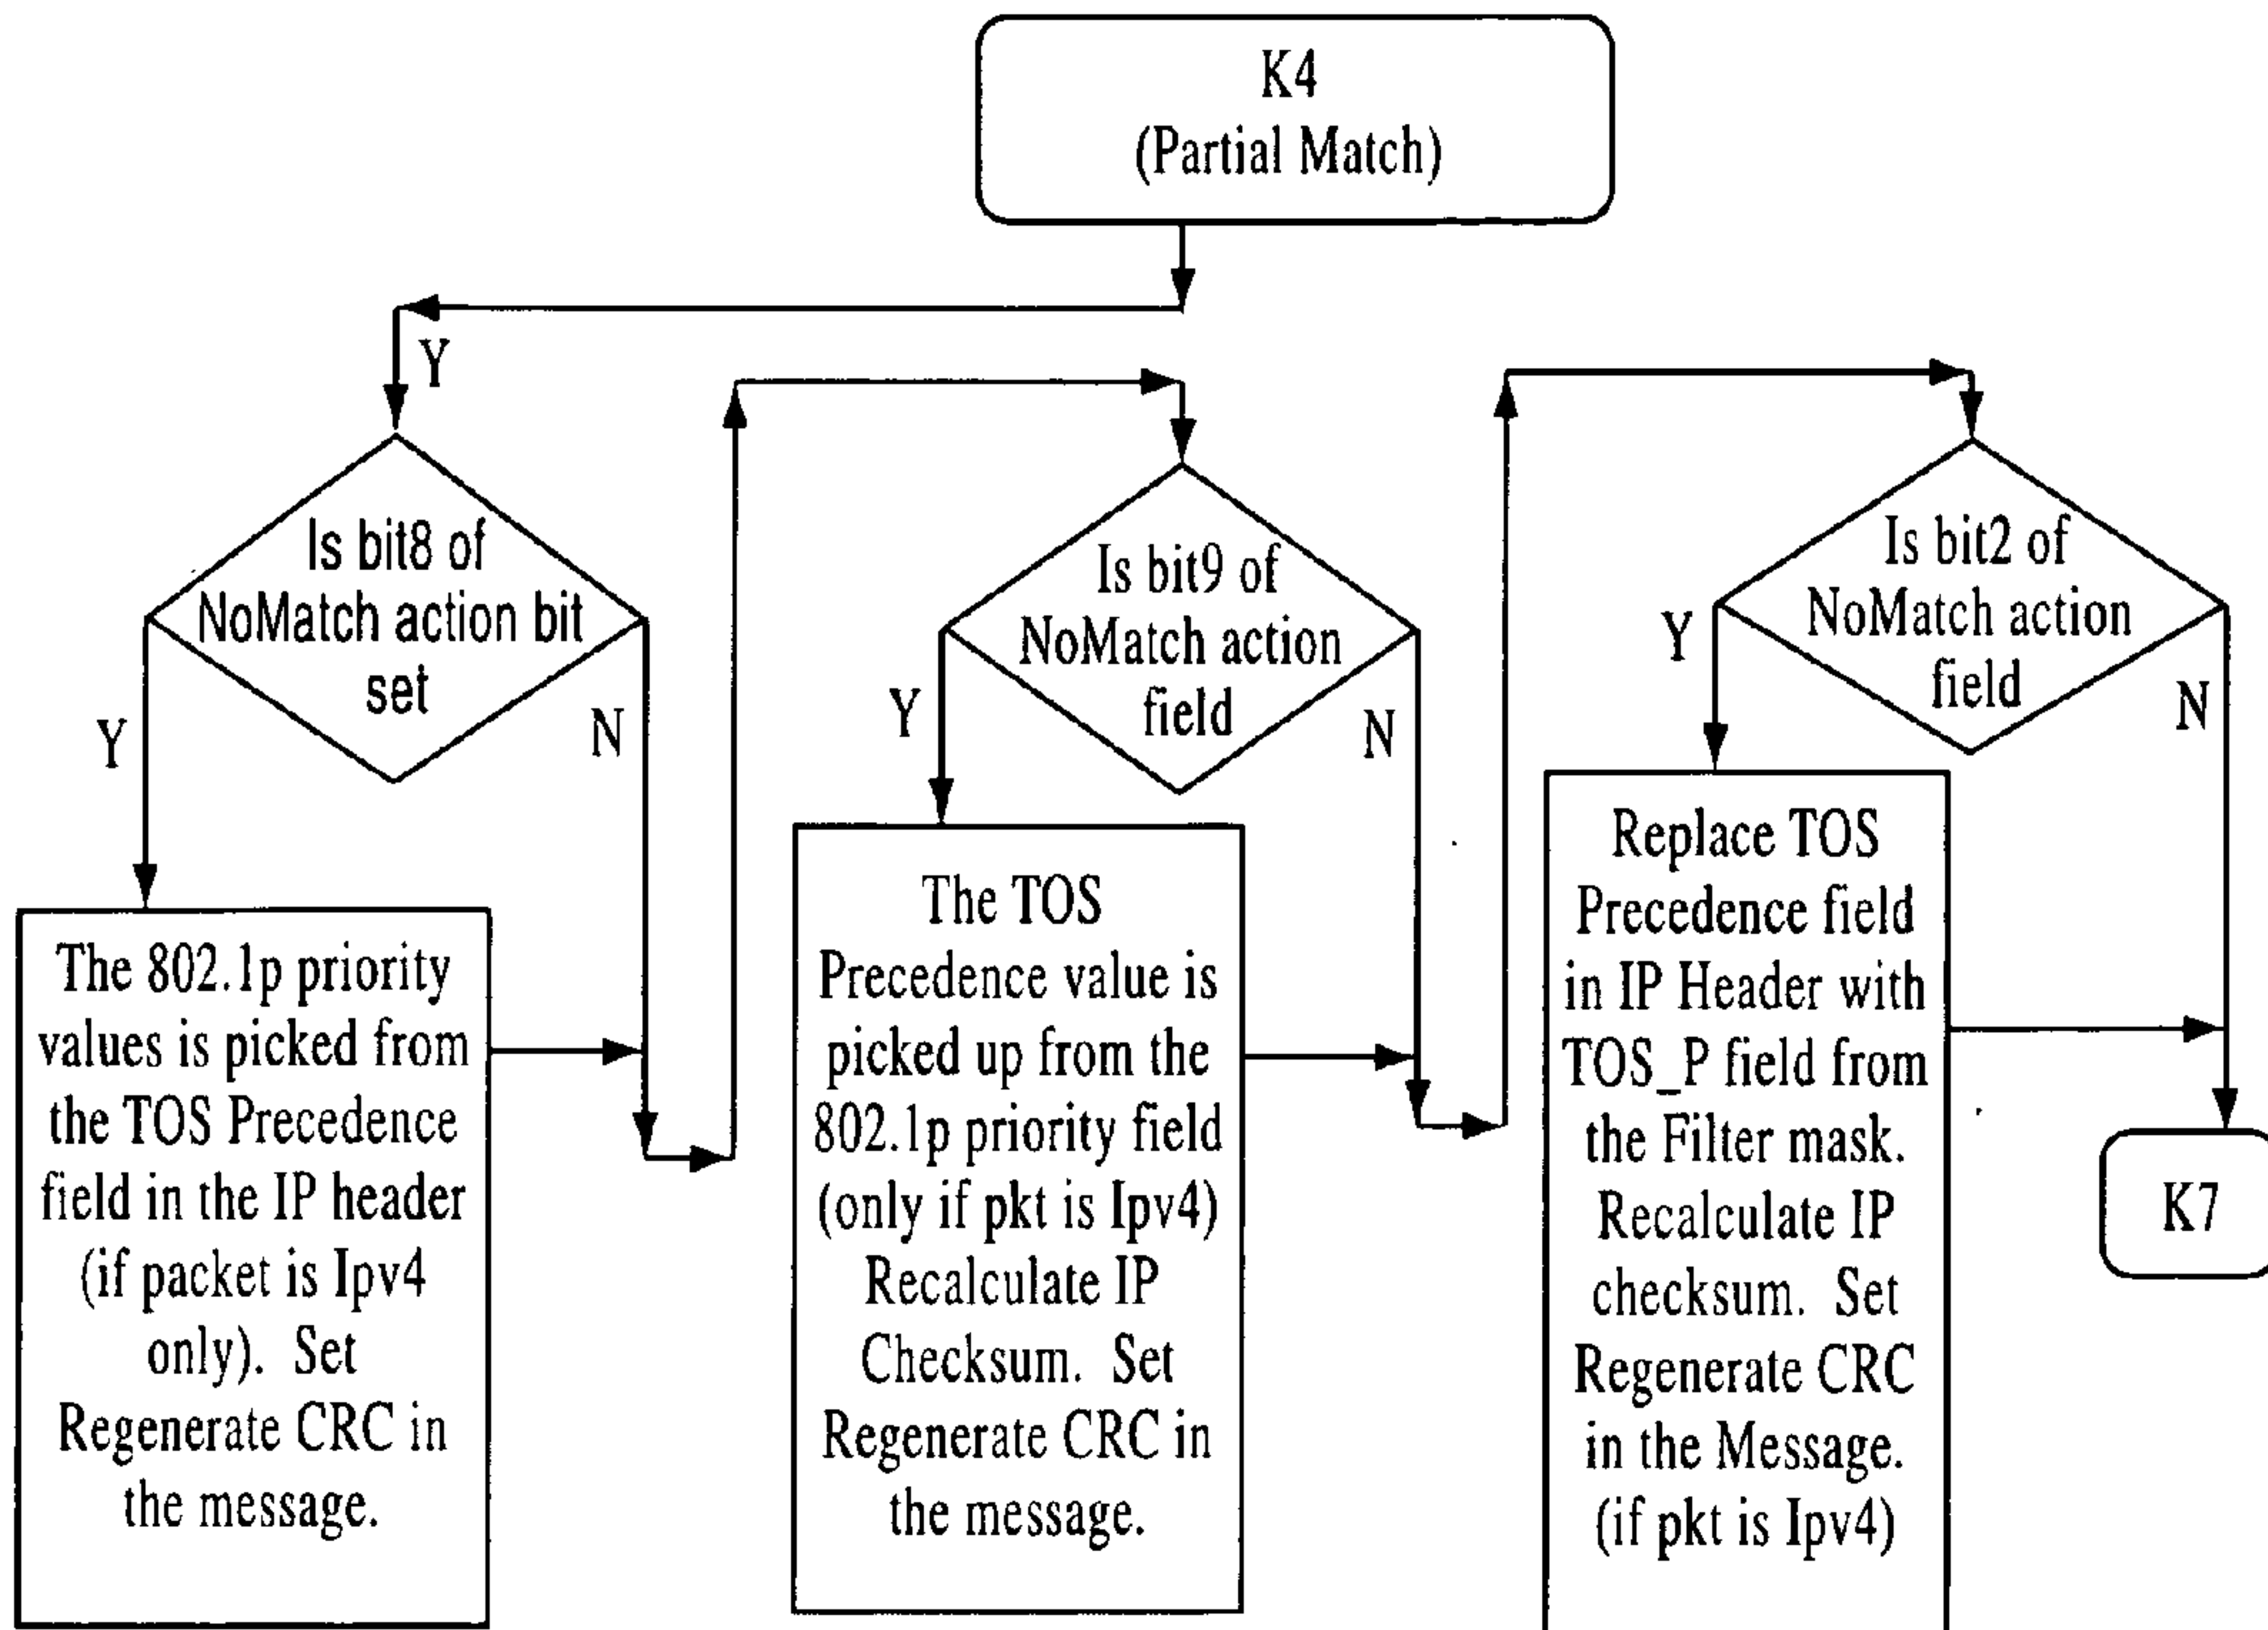 K4
(Partial Match)
Y
Is bit8 of
NoMatch action bit
set
Y
N
The 802.1p priority
values is picked from
the TOS Precedence
field in the IP header
(if packet is Ipv4
only). Set
Regenerate CRC in
the message.
Is bit9 of
NoMatch action
field
Y
N
The TOS
Precedence value is
picked up from the
802.1p priority field
(only if pkt is Ipv4)
Recalculate IP
Checksum. Set
Regenerate CRC in
the message.
Is bit2 of
NoMatch action
field
Y
N
Replace TOS
Precedence field
in IP Header with
TOS_P field from
the Filter mask.
Recalculate IP
checksum. Set
Regenerate CRC
in the Message.
(if pkt is Ipv4)
K7